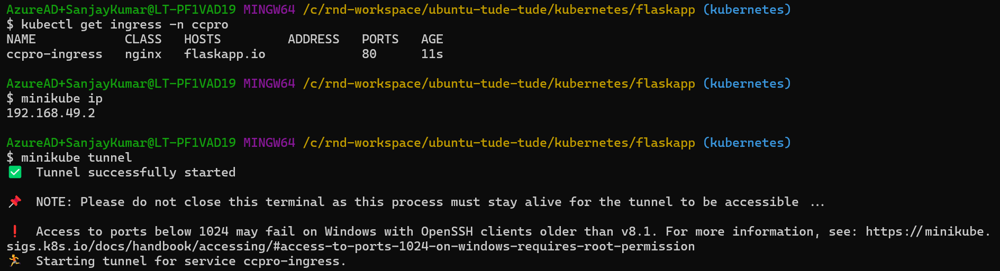 AzureAD+SanjayKumar@LT-PF1VAD19 MINGW64 /c/rnd-workspace/ubuntu-tude-tude/kubernetes/flaskapp (kubernetes)
$ kubectl get ingress -n ccpro
NAME            CLASS   HOSTS         ADDRESS   PORTS   AGE
ccpro-ingress   nginx   flaskapp.io             80      11s
AzureAD+SanjayKumar@LT-PF1VAD19 MINGW64 /c/rnd-workspace/ubuntu-tude-tude/kubernetes/flaskapp (kubernetes)
$ minikube ip
192.168.49.2
AzureAD+SanjayKumar@LT-PF1VAD19 MINGW64 /c/rnd-workspace/ubuntu-tude-tude/kubernetes/flaskapp (kubernetes)
$ minikube tunnel
✅  Tunnel successfully started
📌  NOTE: Please do not close this terminal as this process must stay alive for the tunnel to be accessible ...
❗  Access to ports below 1024 may fail on Windows with OpenSSH clients older than v8.1. For more information, see: https://minikube.
sigs.k8s.io/docs/handbook/accessing/#access-to-ports-1024-on-windows-requires-root-permission
🏃  Starting tunnel for service ccpro-ingress.